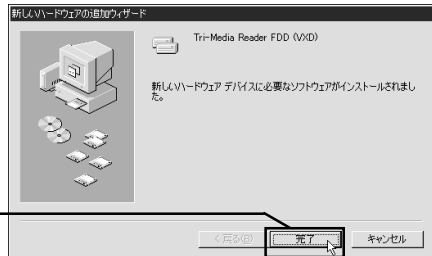 新しいハードウェアの追加ウィザード
Tri-Media Reader FDD (VXD)
新しいハードウェア デバイスに必要なソフトウェアがインストールされまし
た。
< 戻る(B)
完了
キャンセル